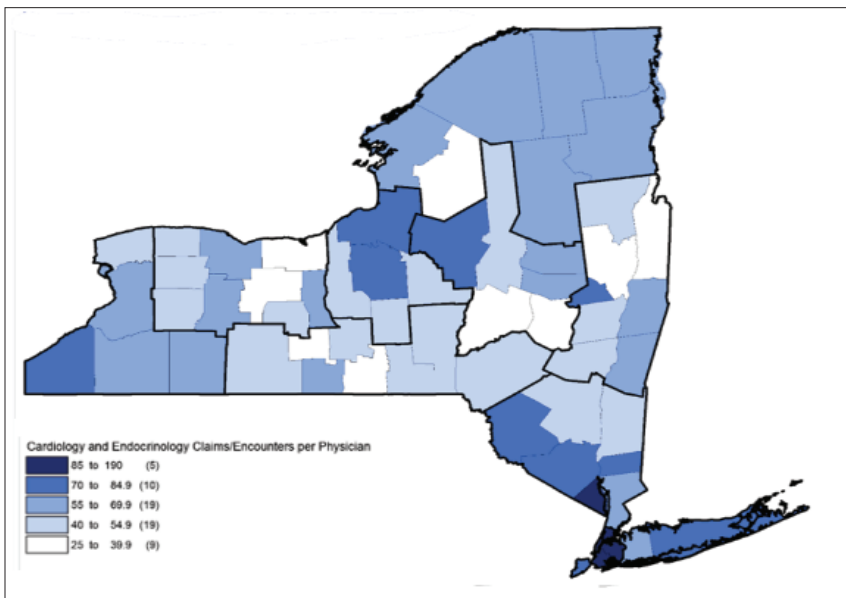 Cardiology and Endocrinology Claims/Encounters per Physician
85 to 190 (5)
70 to 84.9 (10)
55 to 69.9 (19)
40 to 54.9 (19)
25 to 39.9 (9)